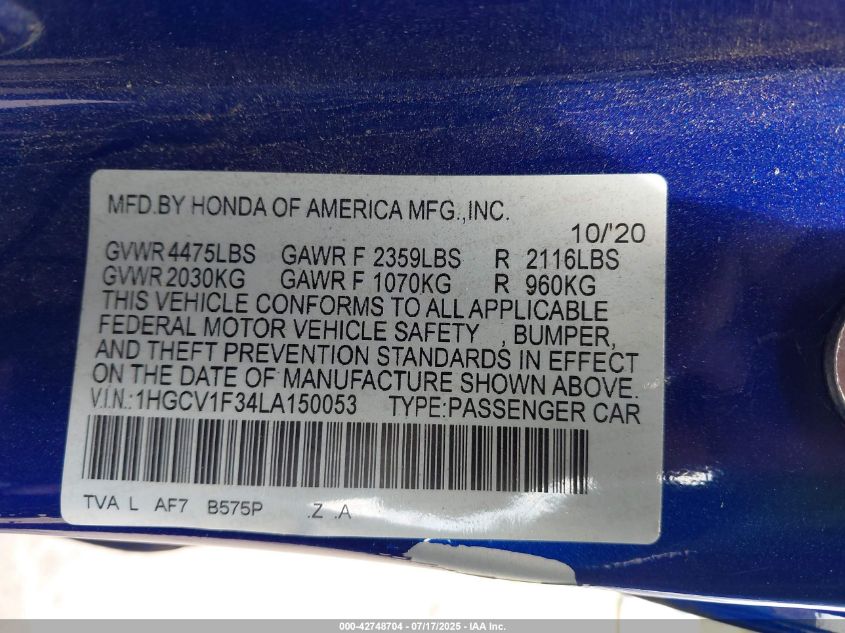 MFD.BY HONDA OF AMERICA MFG.,INC.
10/'20
GVWR 4475LBS GAWR F 2359LBS R 2116LBS
GVWR 2030KG GAWR F 1070KG R 960KG
THIS VEHICLE CONFORMS TO ALL APPLICABLE
FEDERAL MOTOR VEHICLE SAFETY , BUMPER,
AND THEFT PREVENTION STANDARDS IN EFFECT
ON THE DATE OF MANUFACTURE SHOWN ABOVE.
V.I.N.:1HGCV1F34LA150053 TYPE:PASSENGER CAR
TVA L AF7 B575P .Z .A
000-42748704 - 07/17/2025 - IAA Inc.